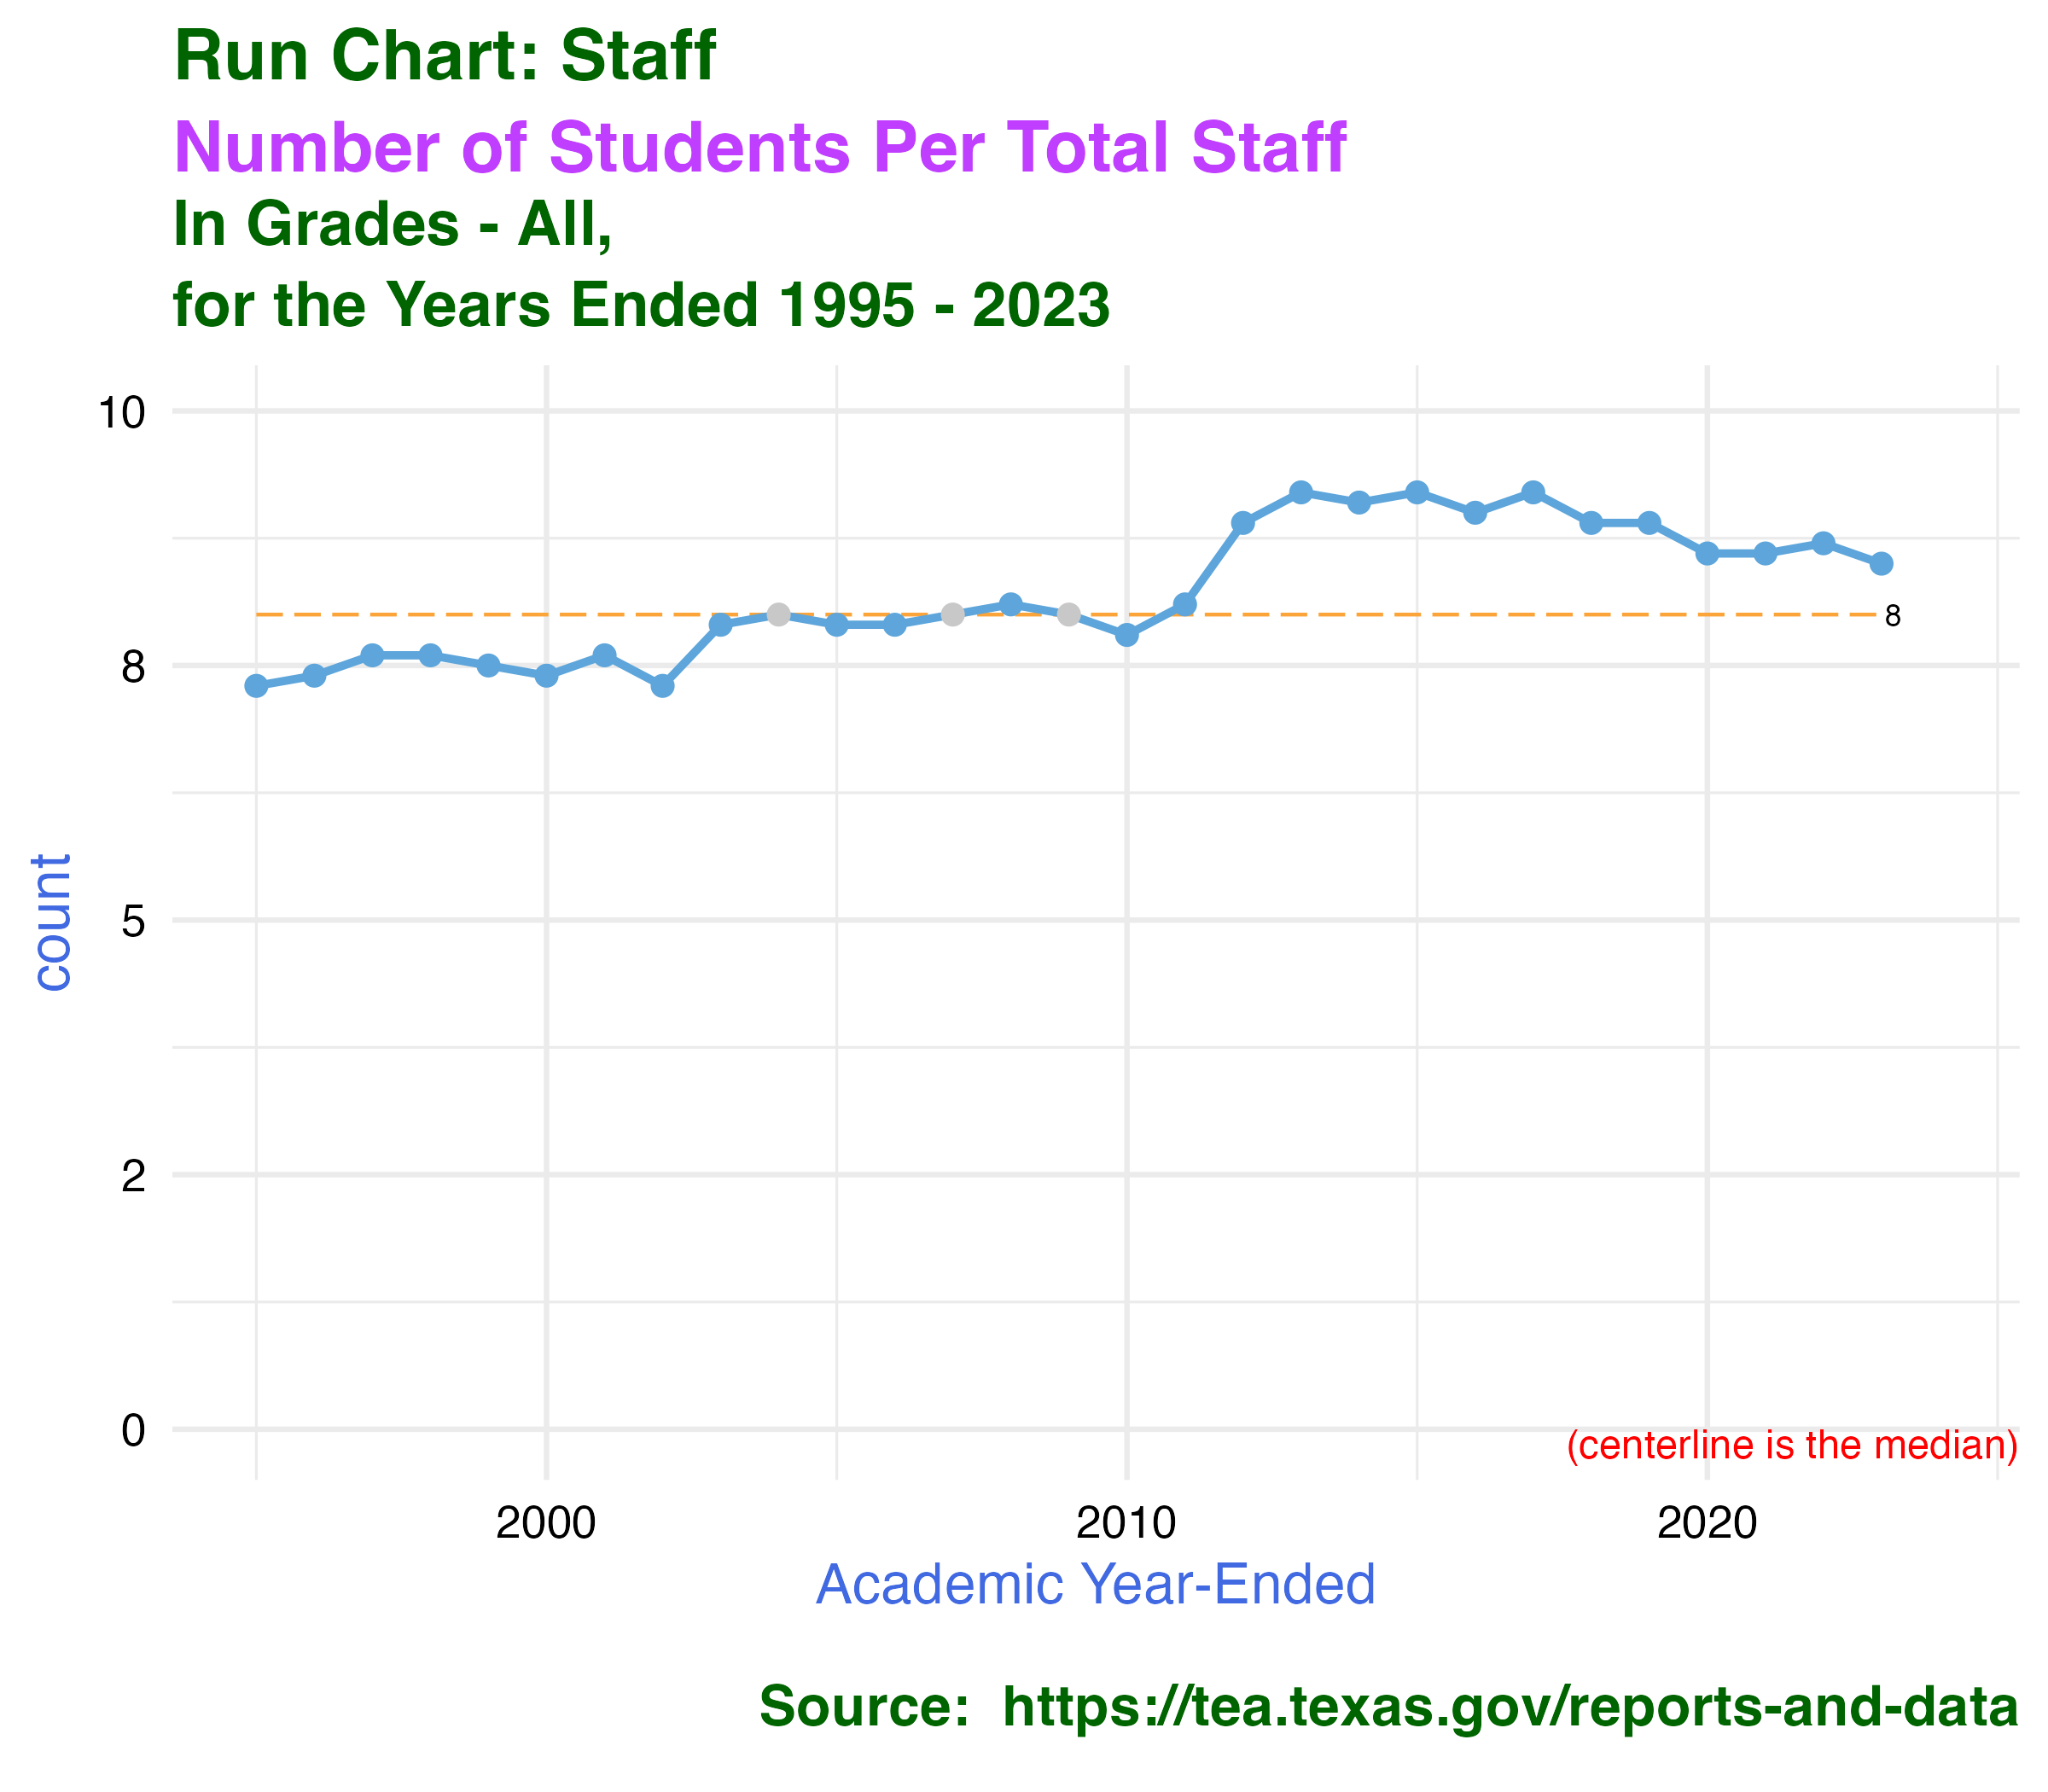 Run Chart: Staff
Number of Students Per Total Staff
In Grades - All,
for the Years Ended 1995 - 2023
10
8
8
5
count
2
0
(centerline is the median)
2000 2010 2020
Academic Year-Ended
Source:  https://tea.texas.gov/reports-and-data